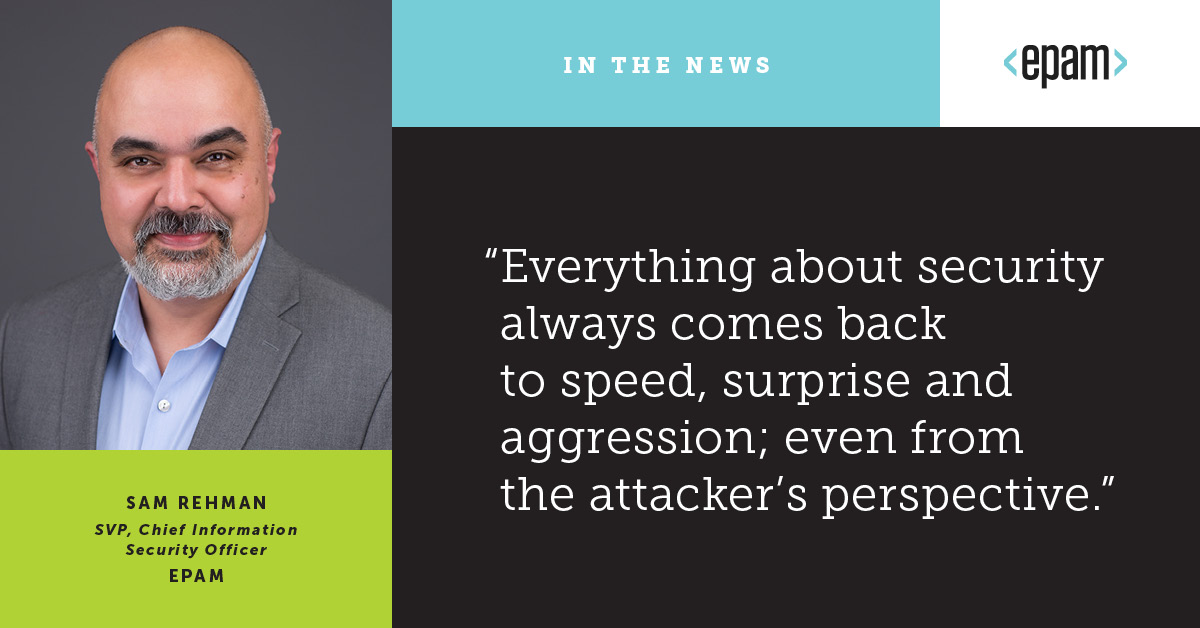 IN THE NEWS
<epam>
“Everything about security
always comes back
to speed, surprise and
aggression; even from
the attacker’s perspective.”
SAM REHMAN
SVP, Chief Information
Security Officer
EPAM